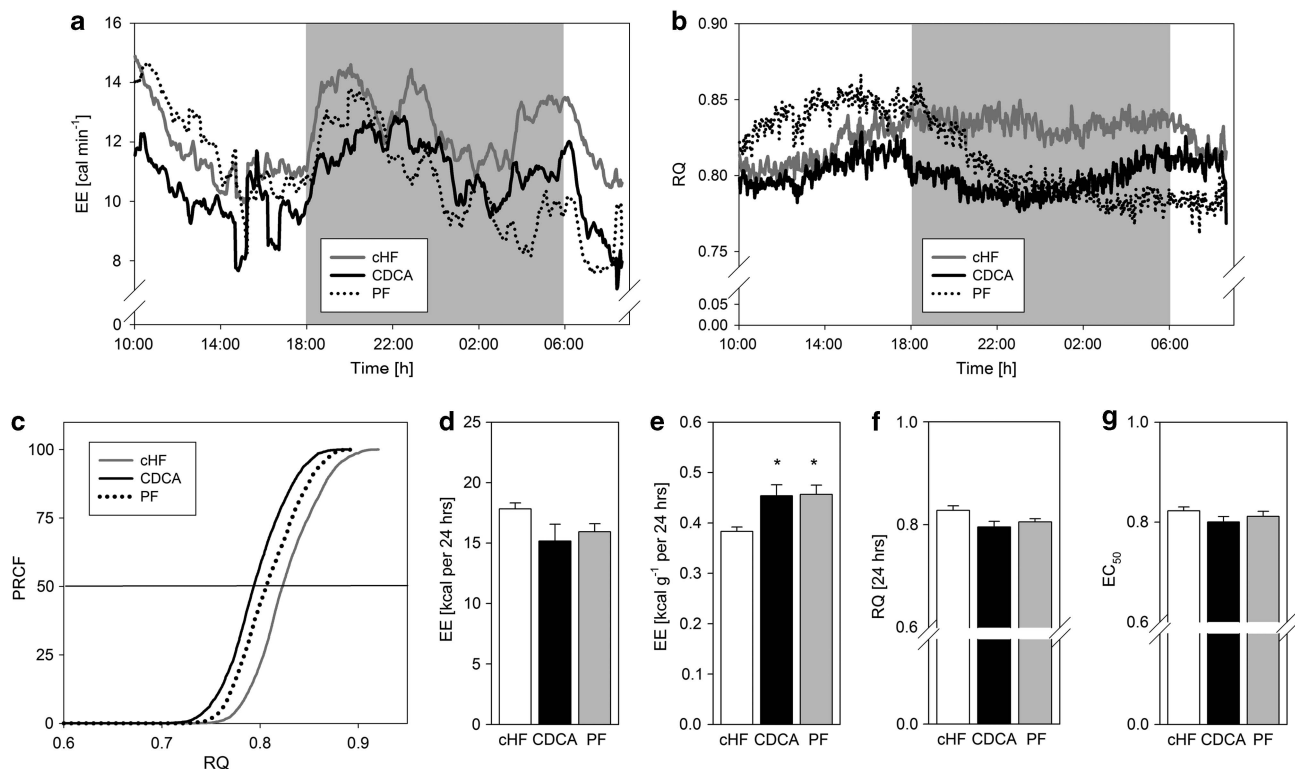 a
16
14
12
10
8
0
EE [cal min⁻¹]
cHF
CDCA
PF
10:00 14:00 18:00 22:00 02:00 06:00
Time [h]
b
0.90
0.85
0.80
0.75
0.05
0.00
RQ
cHF
CDCA
PF
10:00 14:00 18:00 22:00 02:00 06:00
Time [h]
c
100
75
50
25
0
PRCF
cHF
CDCA
PF
0.6 0.7 0.8 0.9
RQ
d
25
20
15
10
5
0
EE [kcal per 24 hrs]
cHF CDCA PF
e
0.6
0.5
0.4
0.3
0.2
0.1
0.0
EE [kcal g⁻¹ per 24 hrs]
* *
cHF CDCA PF
f
1.0
0.8
0.6
0.0
RQ [24 hrs]
cHF CDCA PF
g
1.0
0.8
0.6
0.0
EC₅₀
cHF CDCA PF